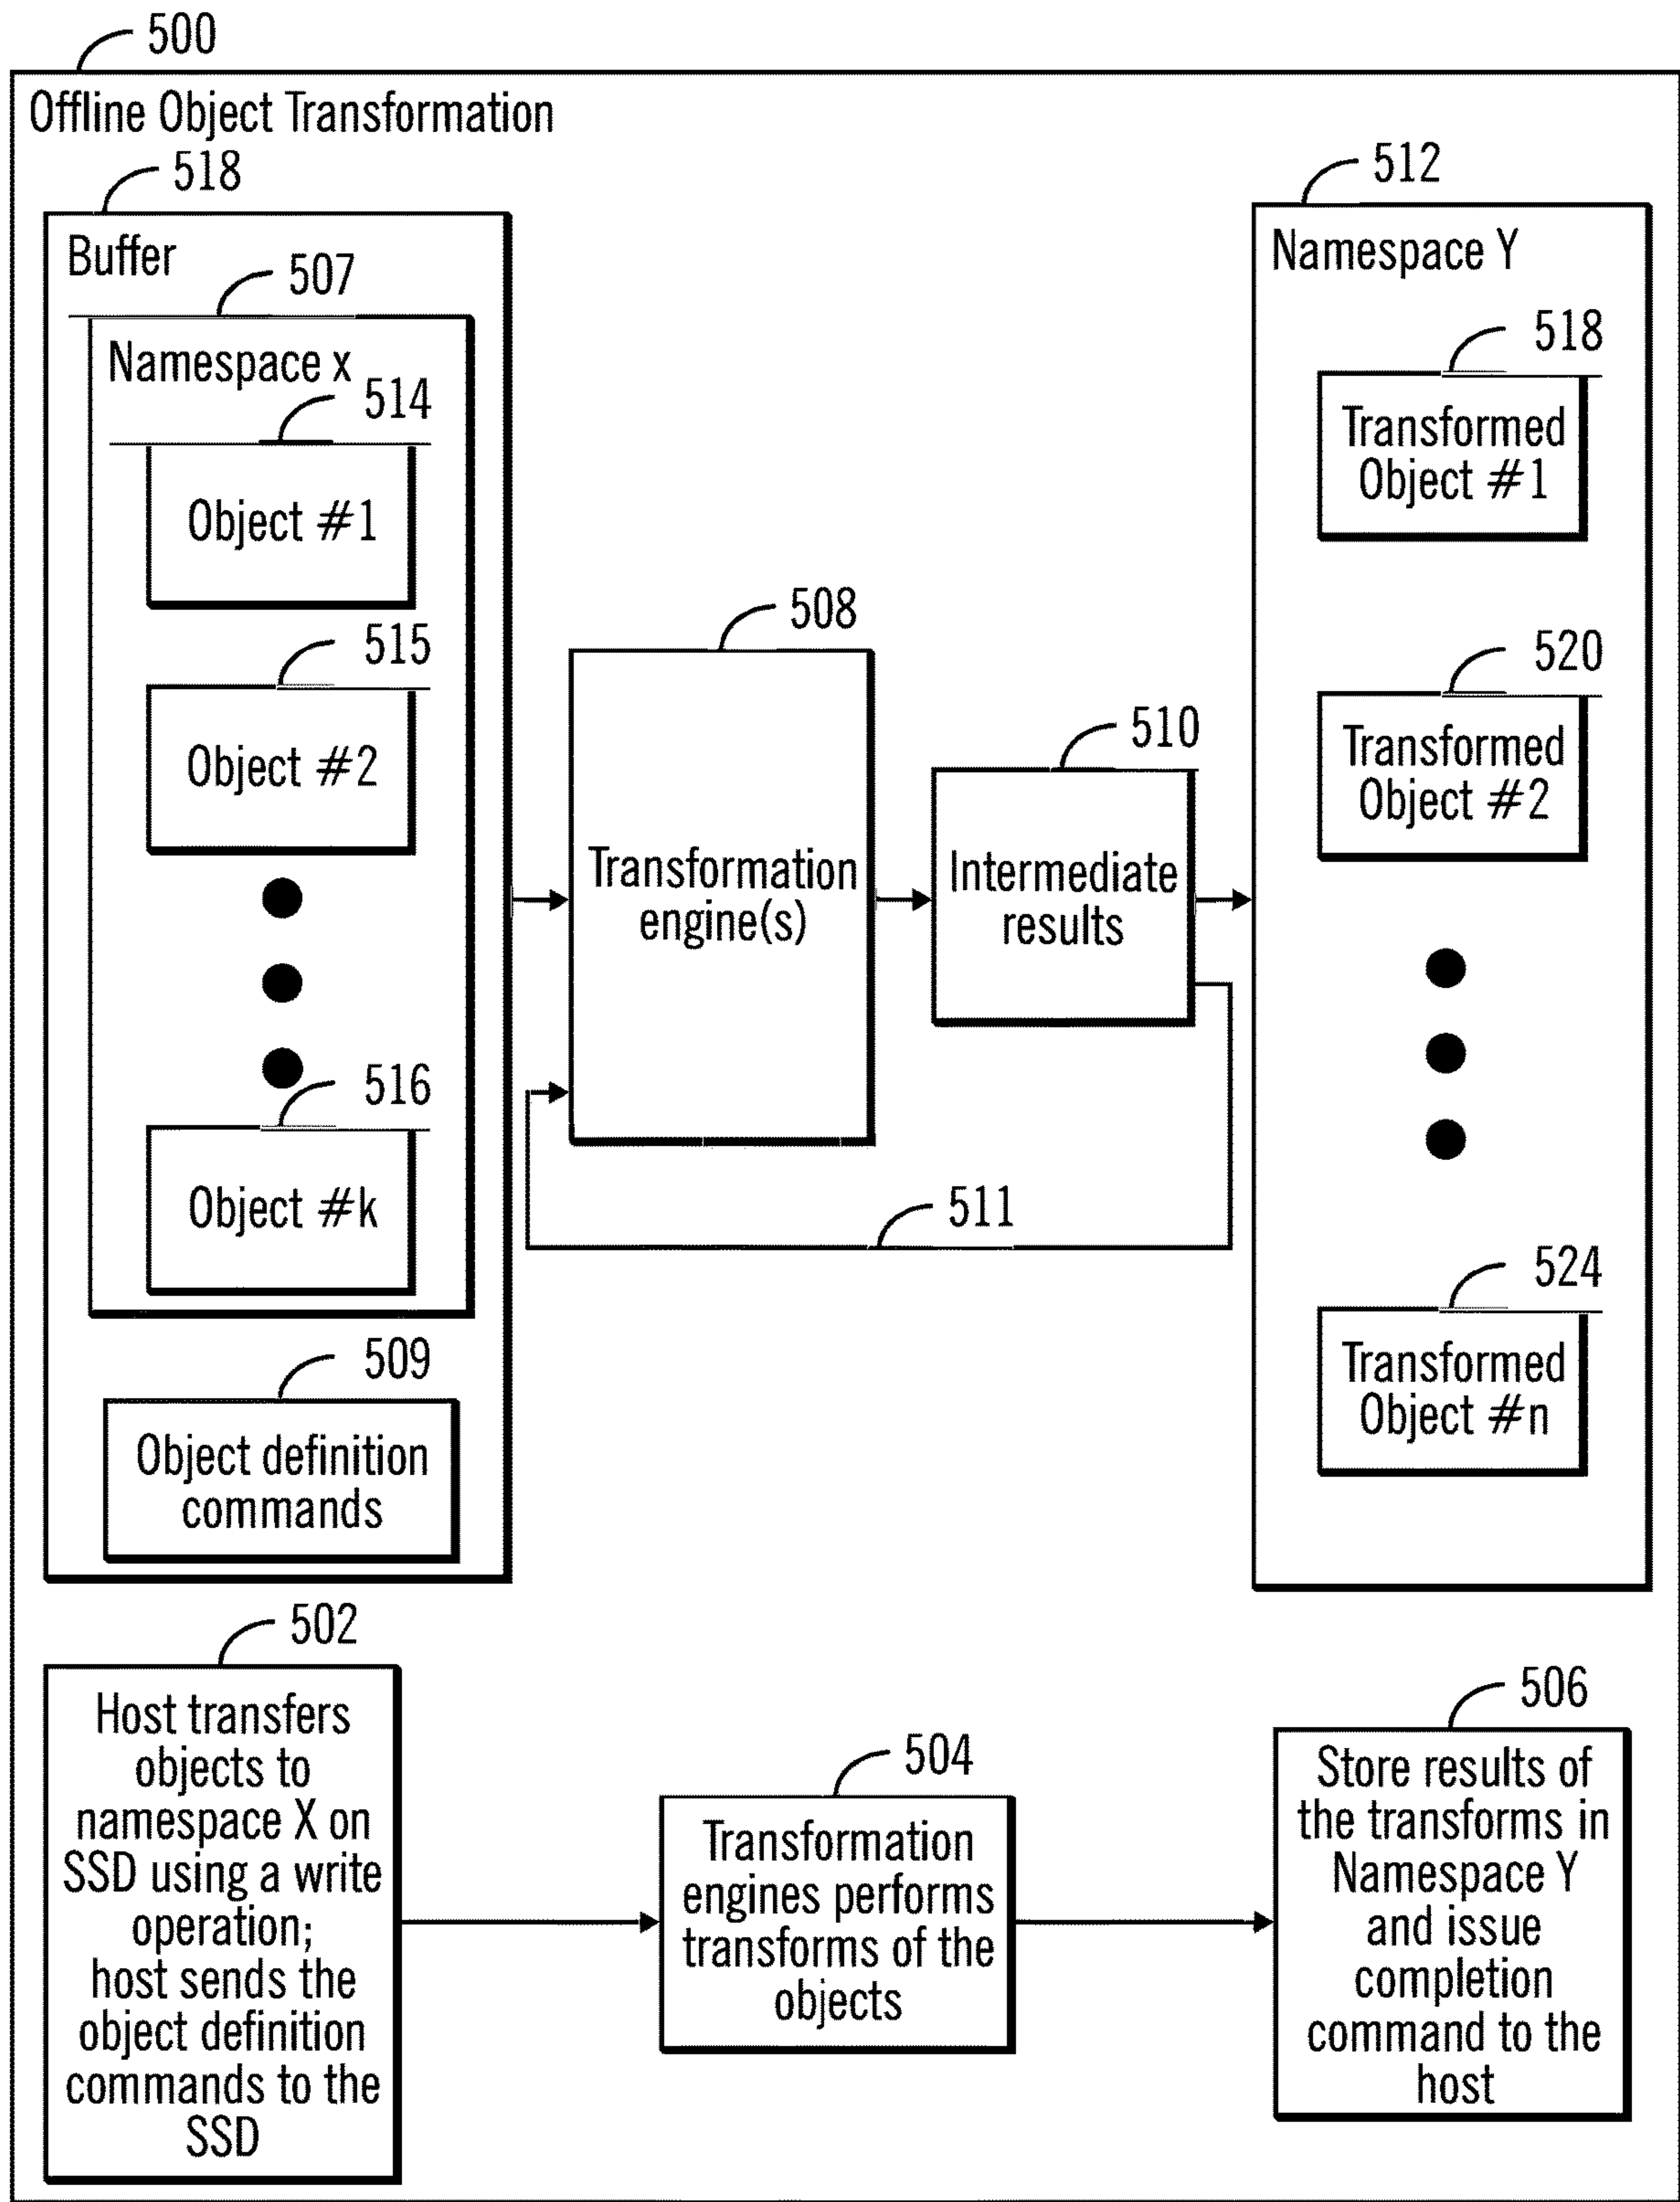 500
Offline Object Transformation
518
Buffer
507
Namespace x
514
Object #1
515
Object #2
516
Object #k
509
Object definition
commands
508
Transformation
engine(s)
510
Intermediate
results
511
512
Namespace Y
518
Transformed
Object #1
520
Transformed
Object #2
524
Transformed
Object #n
502
Host transfers
objects to
namespace X on
SSD using a write
operation;
host sends the
object definition
commands to the
SSD
504
Transformation
engines performs
transforms of the
objects
506
Store results of
the transforms in
Namespace Y
and issue
completion
command to the
host